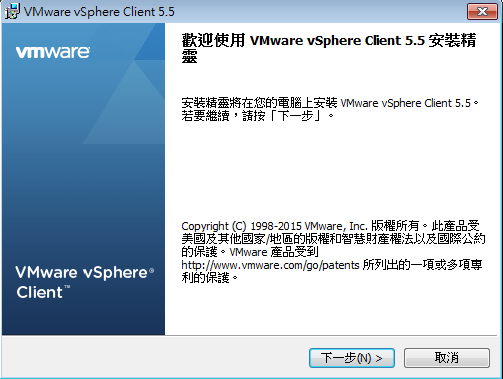 VMware vSphere Client 5.5
vmware
歡迎使用 VMware vSphere Client 5.5 安裝精
靈
安裝精靈將在您的電腦上安裝 VMware vSphere Client 5.5。
若要繼續，請按「下一步」。
Copyright (C) 1998-2015 VMware, Inc. 版權所有。此產品受
美國及其他國家/地區的版權和智慧財產權法以及國際公約
的保護。VMware 產品受到
http://www.vmware.com/go/patents 所列出的一項或多項專
利的保護。
VMware vSphere®
Client™
下一步(N) >
取消